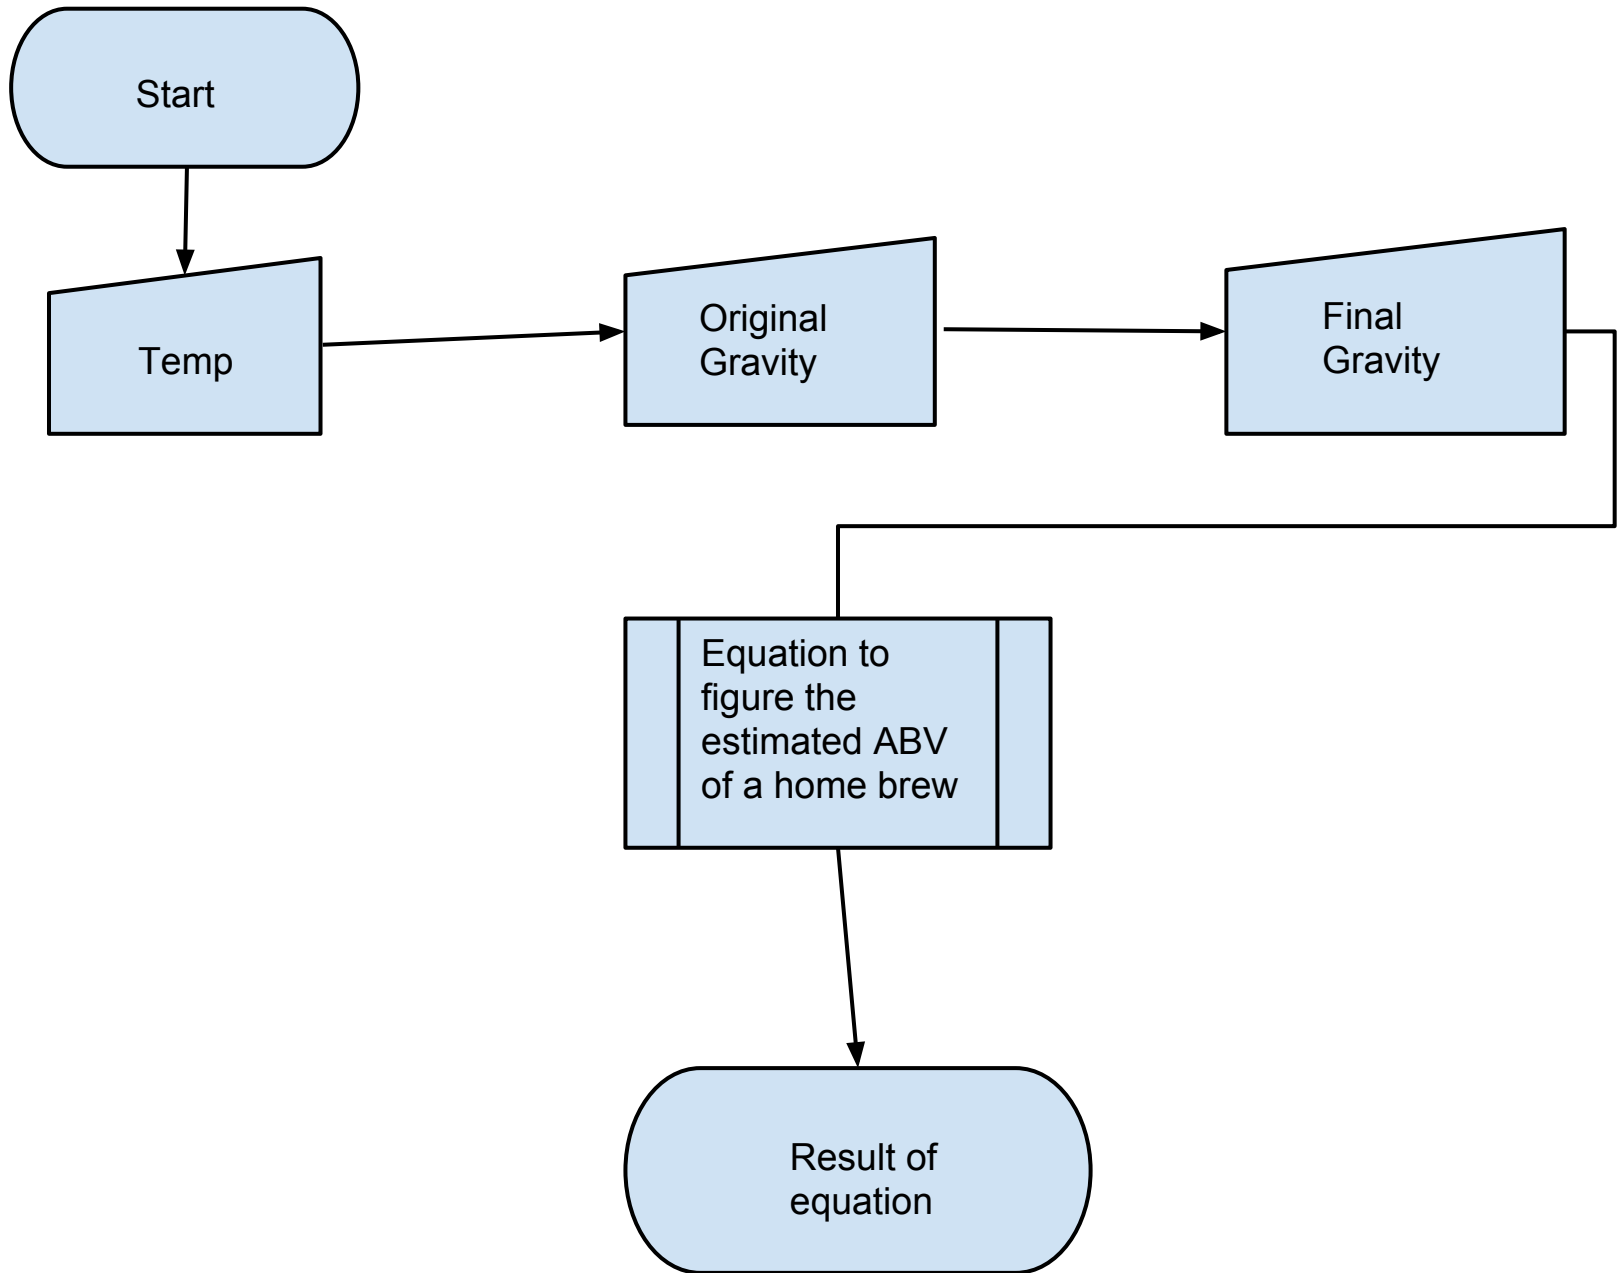 Start
Temp
Original
Gravity
Final
Gravity
Equation to
figure the
estimated ABV
of a home brew
Result of
equation